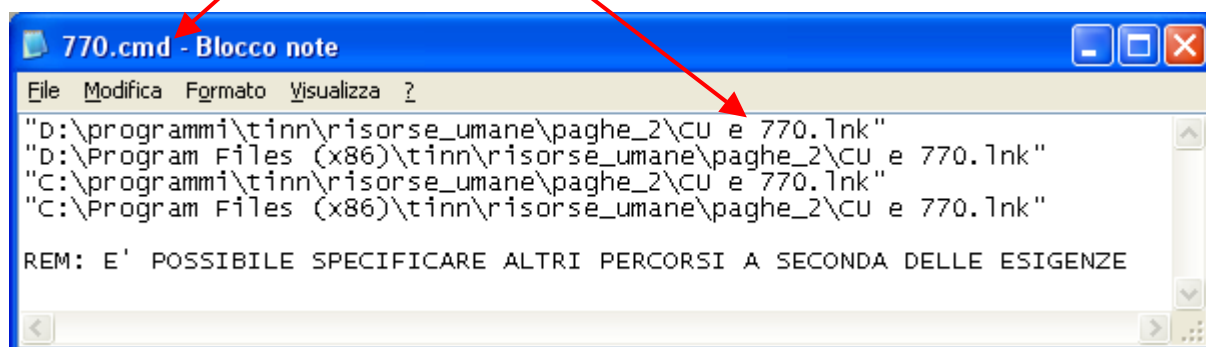 770.cmd - Blocco note
File Modifica Formato Visualizza ?
"D:\programmi\tinn\risorse_umane\paghe_2\CU e 770.lnk"
"D:\Program Files (x86)\tinn\risorse_umane\paghe_2\CU e 770.lnk"
"C:\programmi\tinn\risorse_umane\paghe_2\CU e 770.lnk"
"C:\Program Files (x86)\tinn\risorse_umane\paghe_2\CU e 770.lnk"
REM: E' POSSIBILE SPECIFICARE ALTRI PERCORSI A SECONDA DELLE ESIGENZE